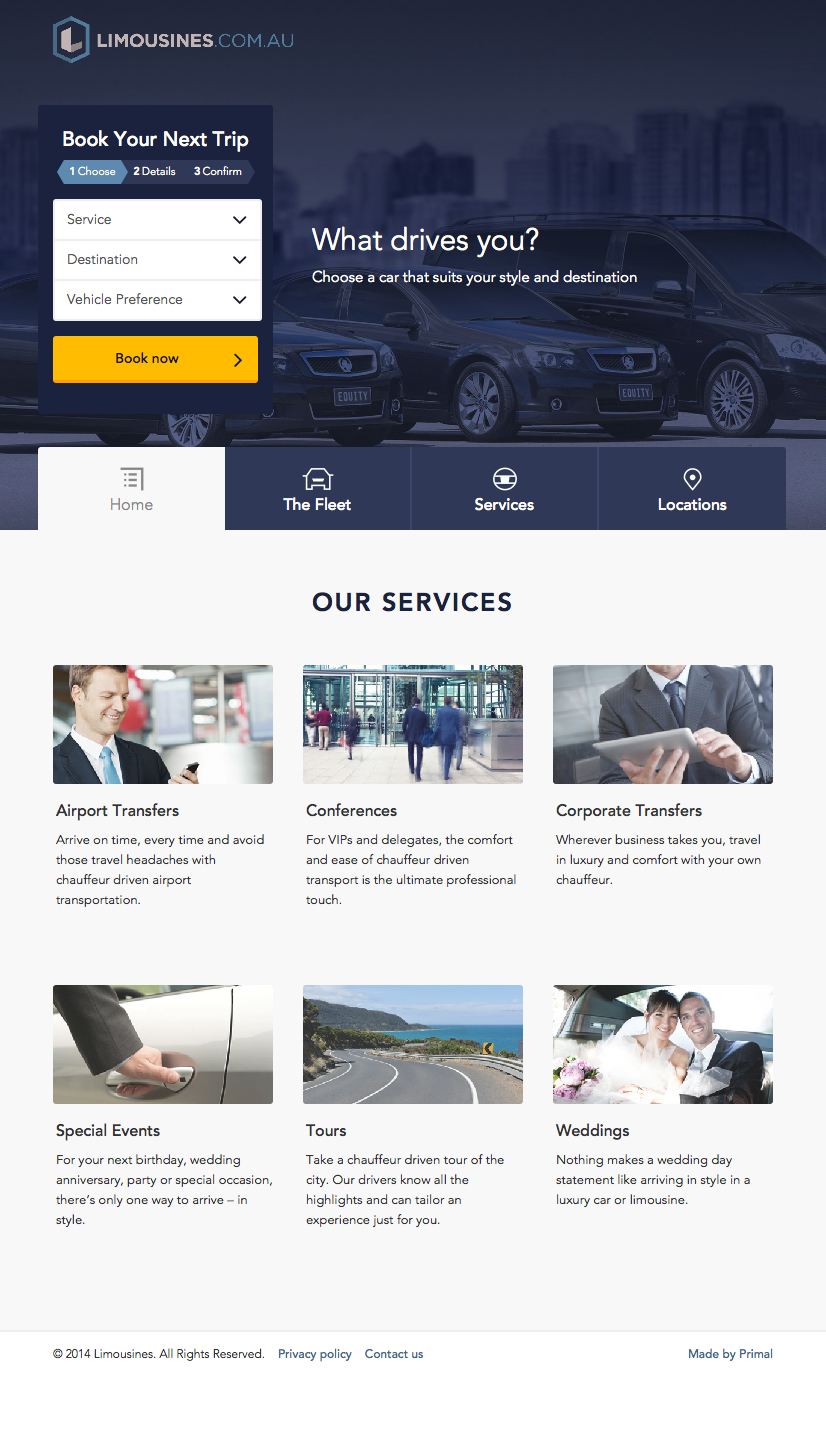 LIMOUSINES.COM.AU
Book Your Next Trip
1 Choose 2 Details 3 Confirm
Service
Destination
Vehicle Preference
Book now
What drives you?
Choose a car that suits your style and destination
EQUITY
EQUITY
Home
The Fleet
Services
Locations
OUR SERVICES
Airport Transfers
Arrive on time, every time and avoid
those travel headaches with
chauffeur driven airport
transportation.
Conferences
For VIPs and delegates, the comfort
and ease of chauffeur driven
transport is the ultimate professional
touch.
Corporate Transfers
Wherever business takes you, travel
in luxury and comfort with your own
chauffeur.
Special Events
For your next birthday, wedding
anniversary, party or special occasion,
there’s only one way to arrive – in
style.
Tours
Take a chauffeur driven tour of the
city. Our drivers know all the
highlights and can tailor an
experience just for you.
Weddings
Nothing makes a wedding day
statement like arriving in style in a
luxury car or limousine.
© 2014 Limousines. All Rights Reserved. Privacy policy Contact us
Made by Primal